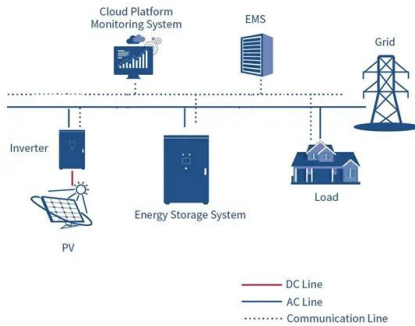 Cloud Platform
Monitoring System
EMS
Grid
Inverter
Energy Storage System
Load
PV
DC Line
AC Line
Communication Line